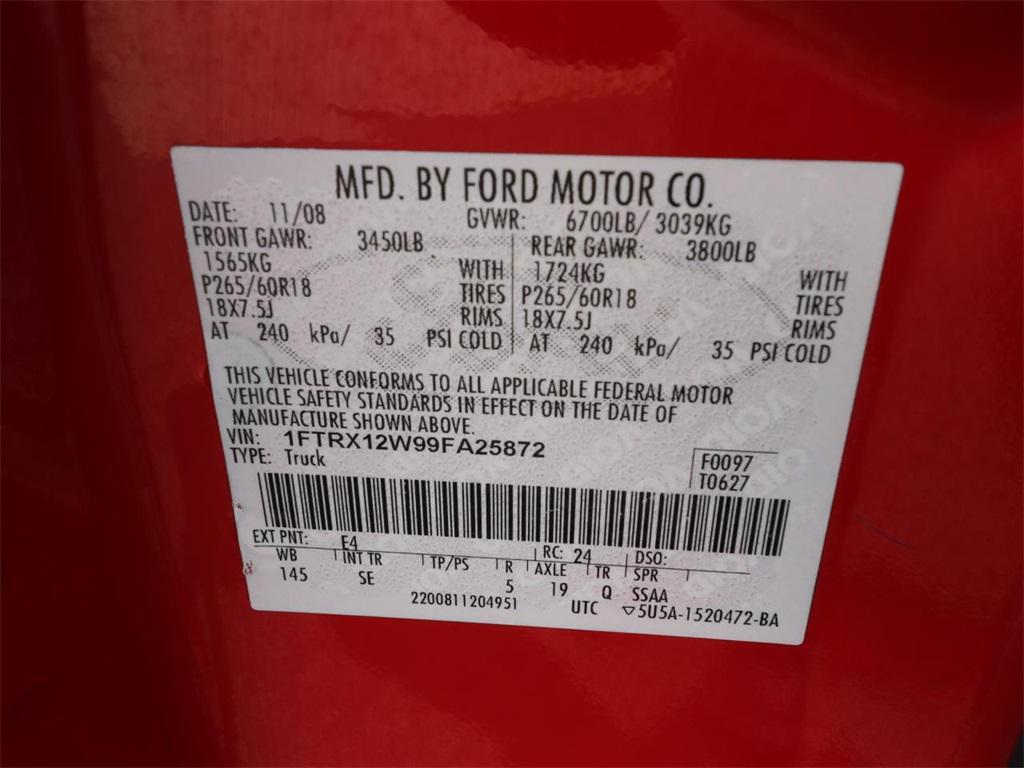 MFD. BY FORD MOTOR CO.
DATE: 11/08 GVWR: 6700LB/ 3039KG
FRONT GAWR: 3450LB REAR GAWR: 3800LB
1565KG WITH 1724KG WITH
P265/60R18 TIRES P265/60R18 TIRES
18X7.5J RIMS 18X7.5J RIMS
AT 240 kPa/ 35 PSI COLD AT 240 kPa/ 35 PSI COLD
THIS VEHICLE CONFORMS TO ALL APPLICABLE FEDERAL MOTOR
VEHICLE SAFETY STANDARDS IN EFFECT ON THE DATE OF
MANUFACTURE SHOWN ABOVE.
VIN: 1FTRX12W99FA25872
TYPE: Truck
F0097
T0627
EXT PNT: E4 RC: 24 DSO:
WB INT TR TP/PS R AXLE TR SPR
145 SE 5 19 Q SSAA
2200811204951 UTC ▽5U5A-1520472-BA